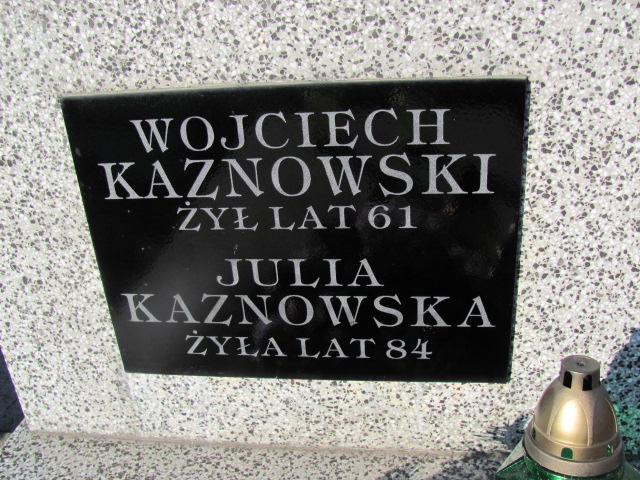 WOJCIECH
KAZNOWSKI
ŻYŁ LAT 61
JULIA
KAZNOWSKA
ŻYŁA LAT 84